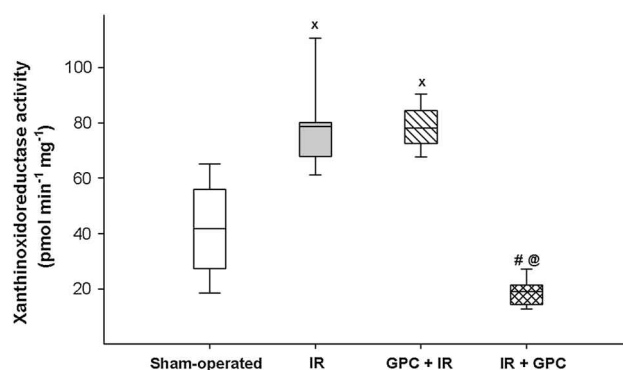 Xanthinoxidoreductase activity
(pmol min⁻¹ mg⁻¹)
100
80
60
40
20
x
x
# @
Sham-operated
IR
GPC + IR
IR + GPC